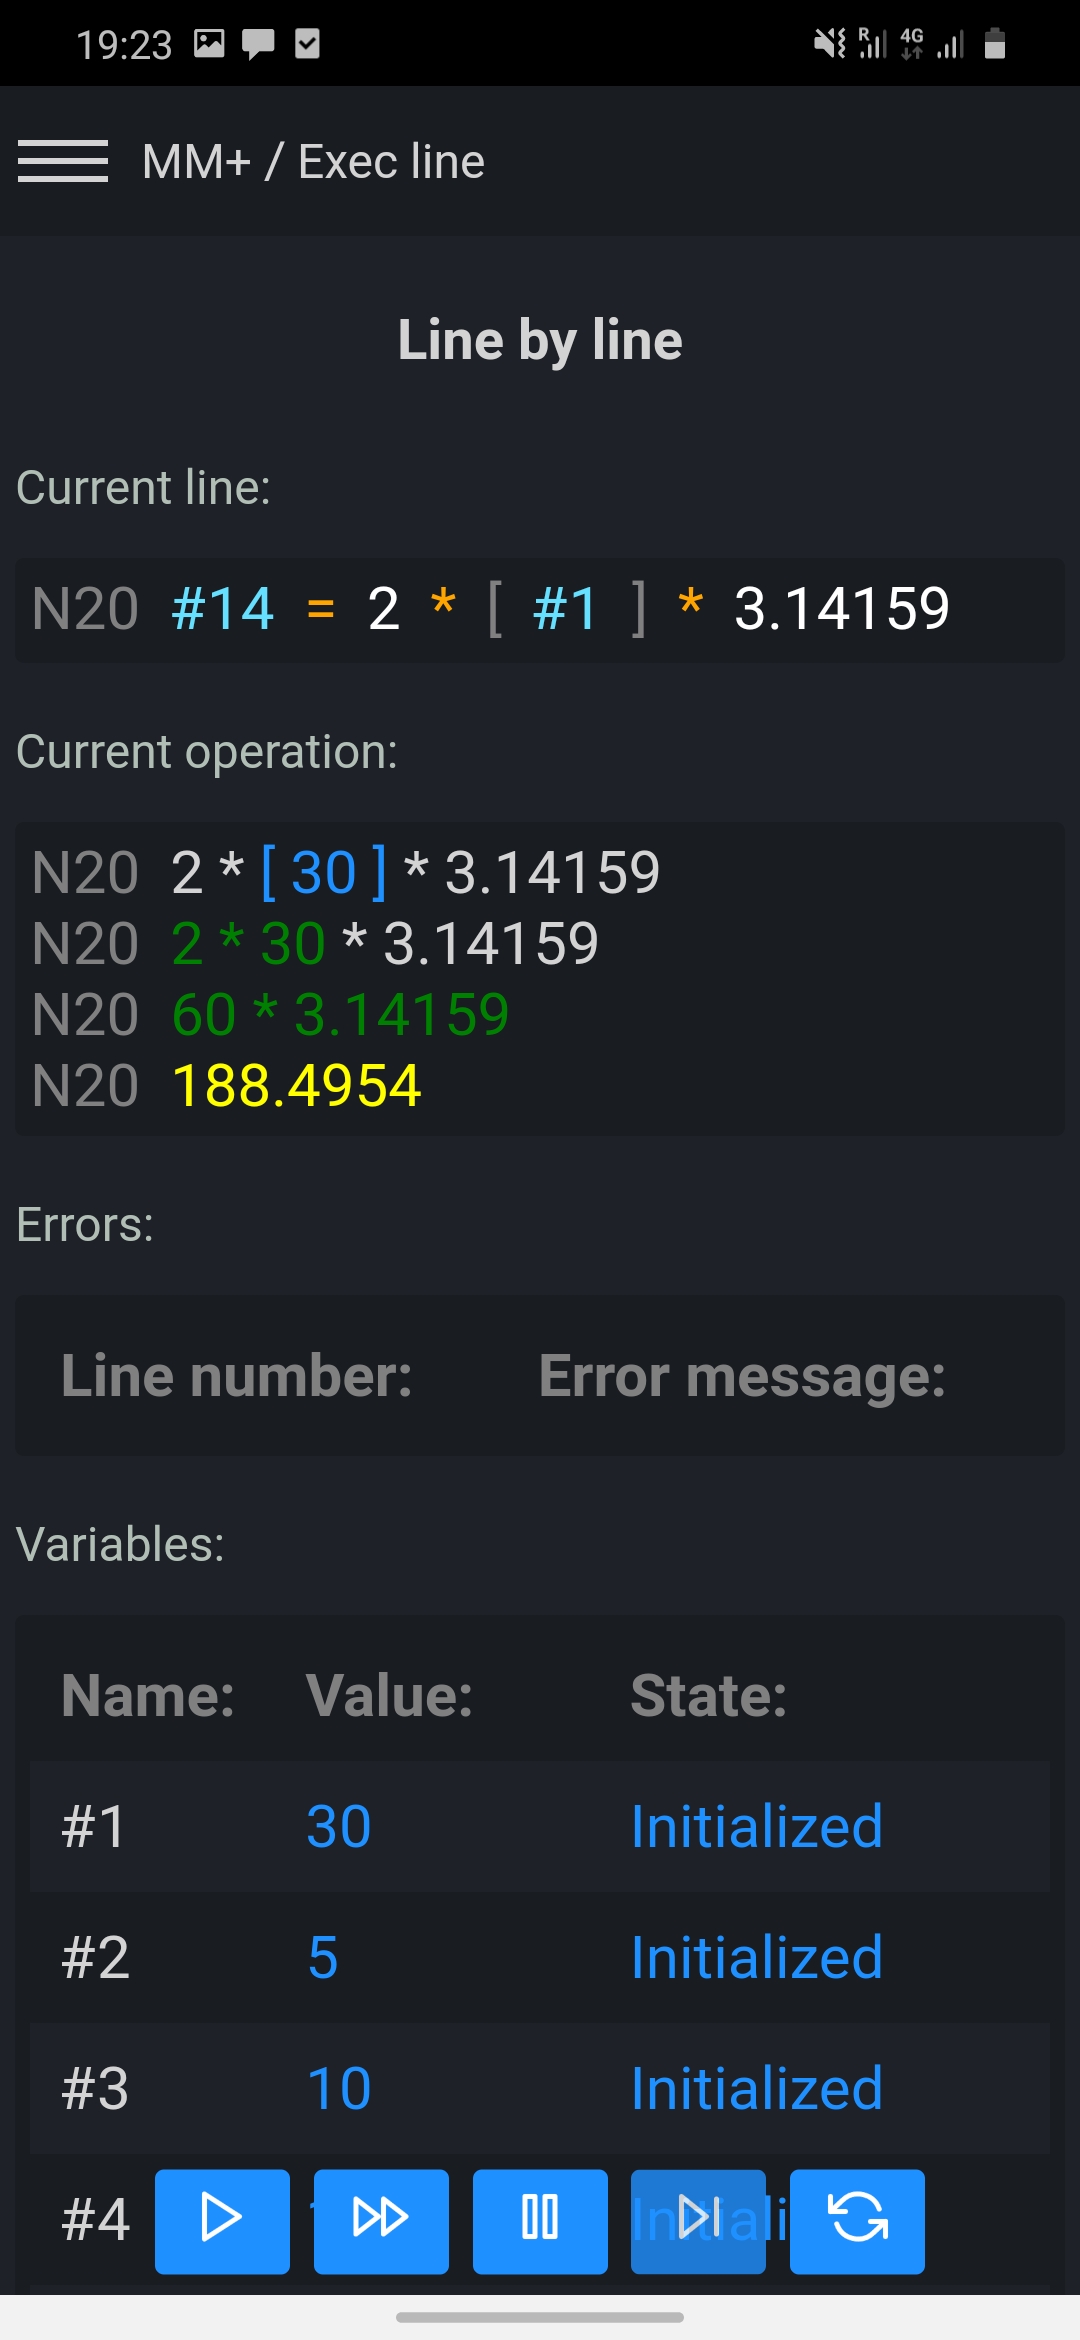 19:23 R 4G
MM+ / Exec line
Line by line
Current line:
N20 #14 = 2 * [ #1 ] * 3.14159
Current operation:
N20 2 * [ 30 ] * 3.14159
N20 2 * 30 * 3.14159
N20 60 * 3.14159
N20 188.4954
Errors:
Line number: Error message:
Variables:
Name: Value: State:
#1 30 Initialized
#2 5 Initialized
#3 10 Initialized
#4 Initiali